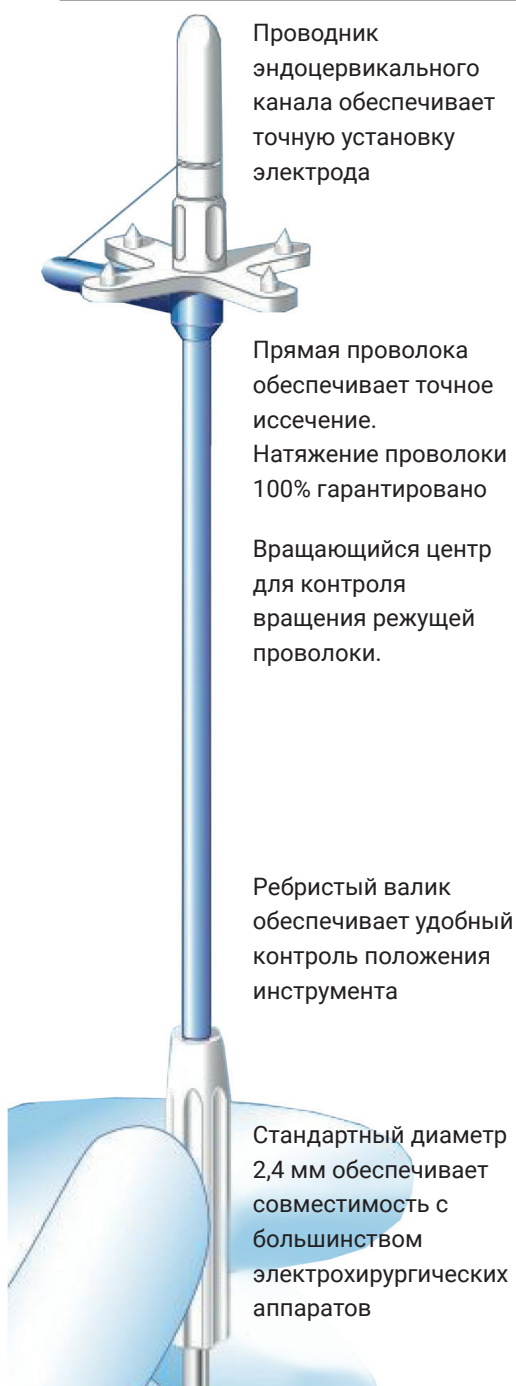 Проводник
эндоцервикального
канала обеспечивает
точную установку
электрода
Прямая проволока
обеспечивает точное
иссечение.
Натяжение проволоки
100% гарантировано
Вращающийся центр
для контроля
вращения режущей
проволоки.
Ребристый валик
обеспечивает удобный
контроль положения
инструмента
Стандартный диаметр
2,4 мм обеспечивает
совместимость с
большинством
электрохирургических
аппаратов